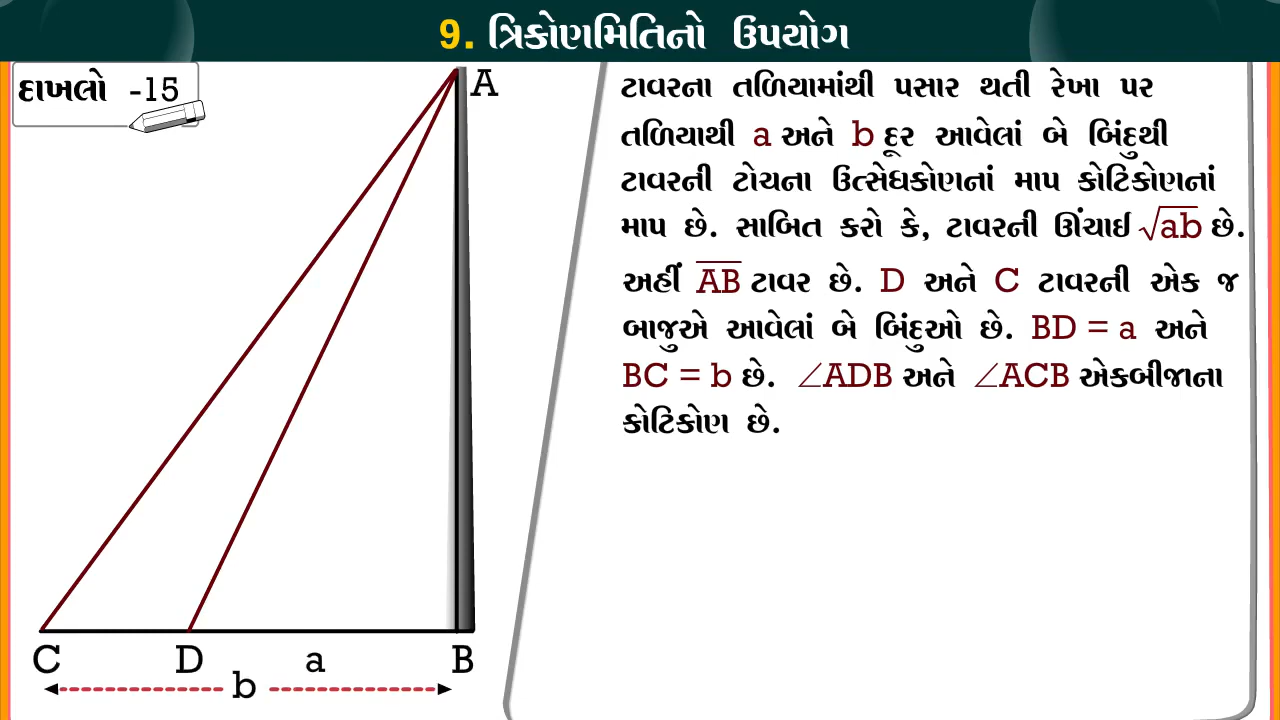 9. ત્રિકોણમિતિનો ઉપયોગ
દાખલો -15
A
C D a B
b
ટાવરના તળિયામાંથી પસાર થતી રેખા પર
તળિયાથી a અને b દૂર આવેલાં બે બિંદુથી
ટાવરની ટોચના ઉત્સેધકોણનાં માપ કોટિકોણનાં
માપ છે. સાબિત કરો કે, ટાવરની ઊંચાઈ √ab છે.
અહીં A̅B̅ ટાવર છે. D અને C ટાવરની એક જ
બાજુએ આવેલાં બે બિંદુઓ છે. BD = a અને
BC = b છે. ∠ADB અને ∠ACB એકબીજાના
કોટિકોણ છે.